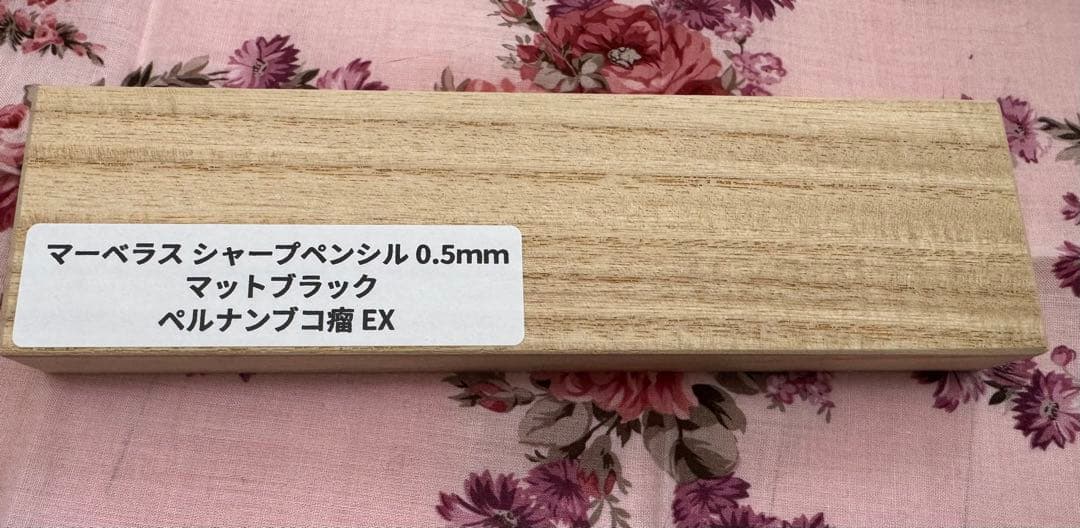 マーベラス シャープペンシル 0.5mm
マットブラック
ペルナンブコ瘤 EX